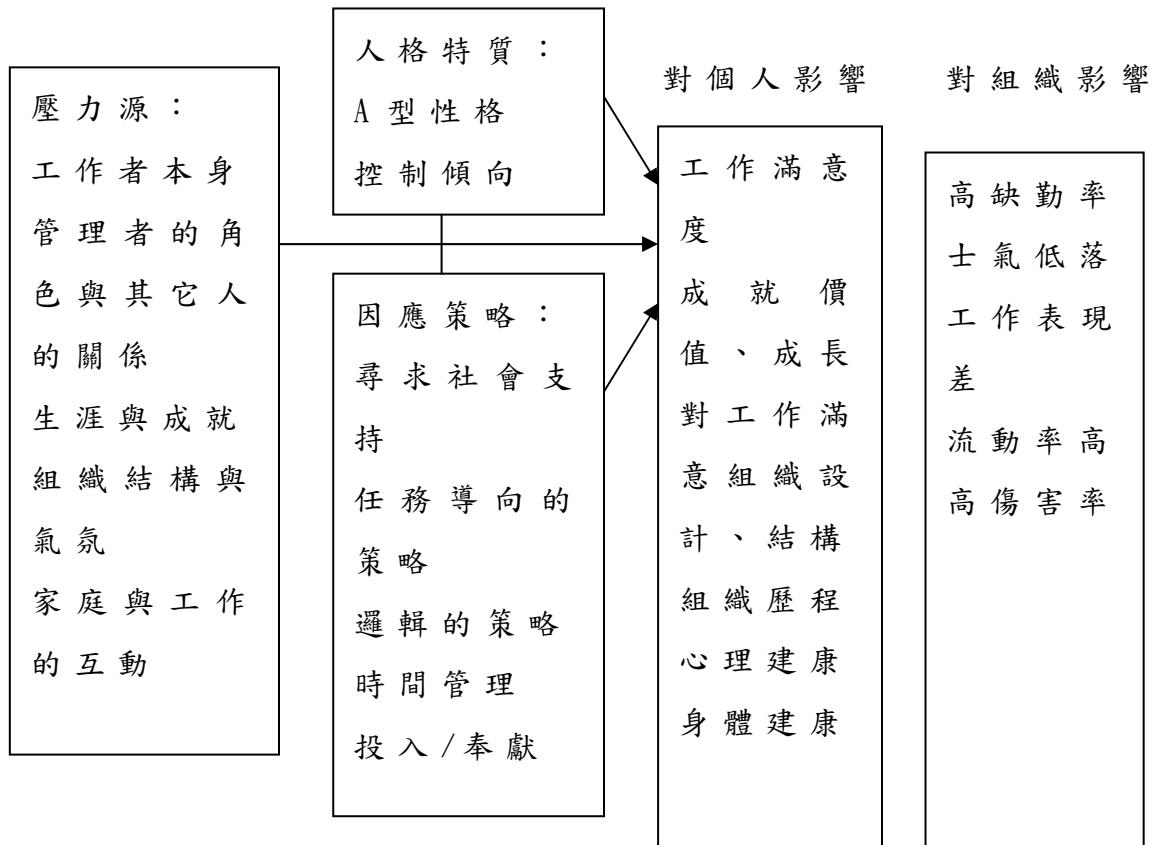 壓力源：
工作者本身
管理者的角
色與其它人
的關係
生涯與成就
組織結構與
氣氛
家庭與工作
的互動
人格特質：
A型性格
控制傾向
因應策略：
尋求社會支
持
任務導向的
策略
邏輯的策略
時間管理
投入/奉獻
對個人影響
工作滿意
度
成就價
值、成長
對工作滿
意組織設
計、結構
組織歷程
心理建康
身體建康
對組織影響
高缺勤率
士氣低落
工作表現
差
流動率高
高傷害率